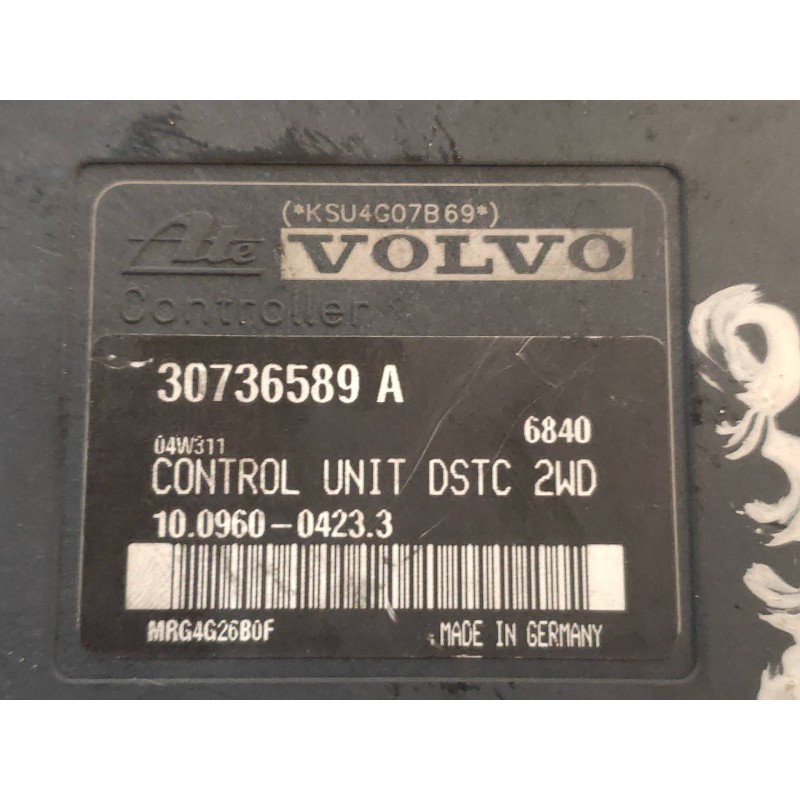 (*KSU4G07B69*)
Ate VOLVO
Controller
30736589 A
6840
04W311
CONTROL UNIT DSTC 2WD
10.0960-0423.3
MRG4G26B0F MADE IN GERMANY